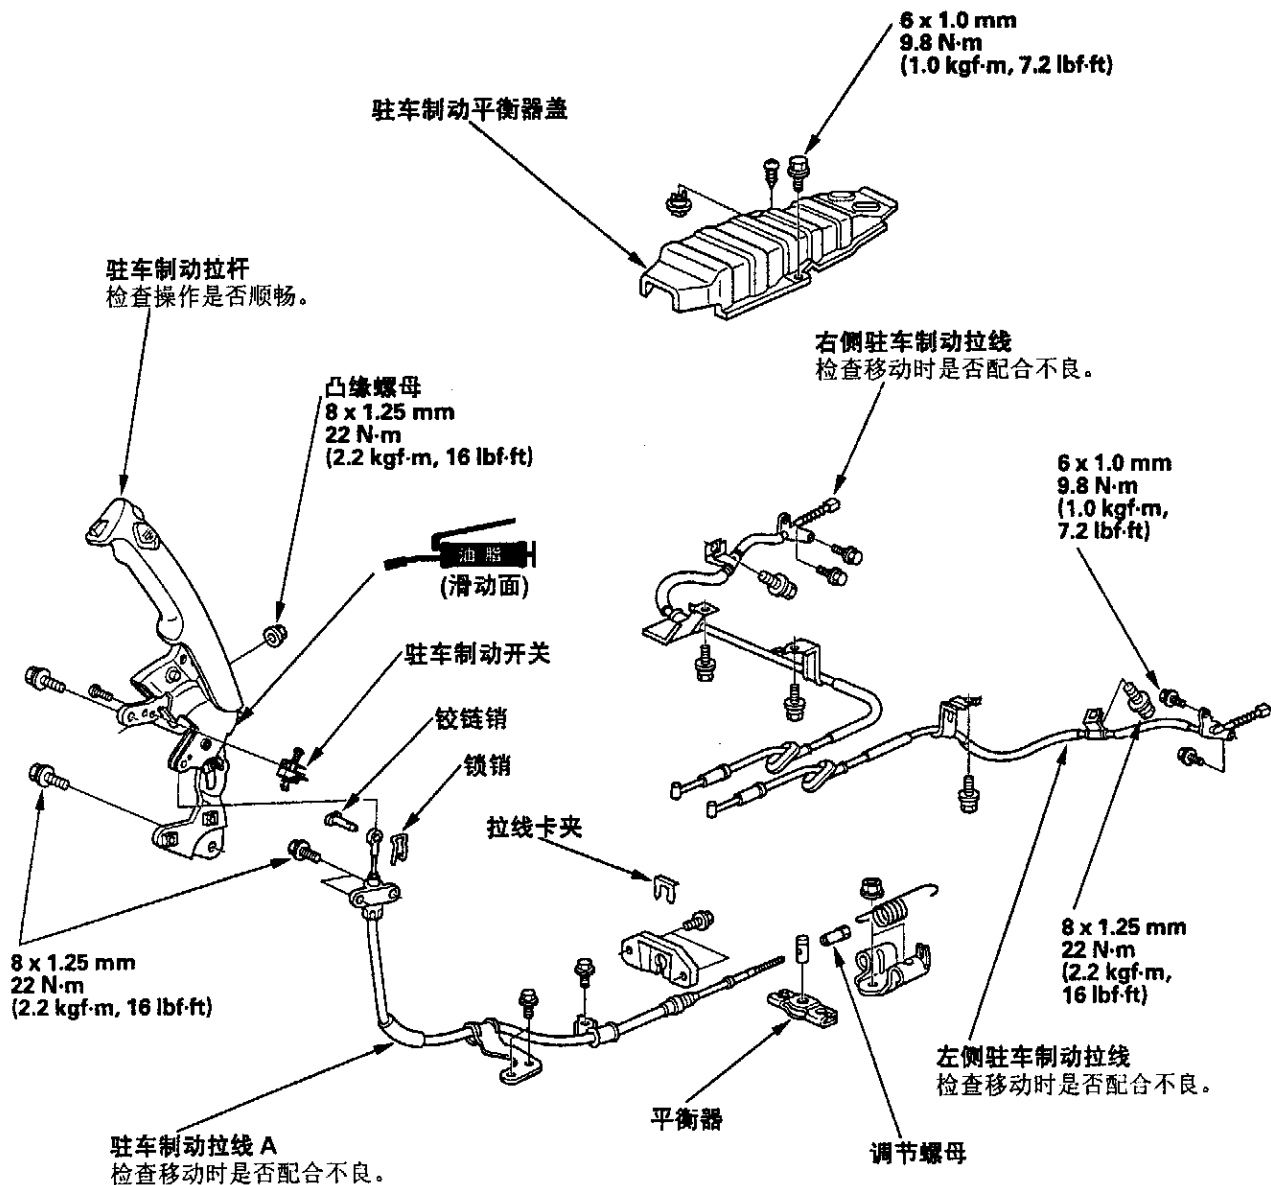 6 x 1.0 mm
9.8 N·m
(1.0 kgf·m, 7.2 lbf·ft)
驻车制动平衡器盖
驻车制动拉杆
检查操作是否顺畅。
右侧驻车制动拉线
检查移动时是否配合不良。
凸缘螺母
8 x 1.25 mm
22 N·m
(2.2 kgf·m, 16 lbf·ft)
6 x 1.0 mm
9.8 N·m
(1.0 kgf·m,
7.2 lbf·ft)
油 脂
(滑动面)
驻车制动开关
铰链销
锁销
拉线卡夹
8 x 1.25 mm
22 N·m
(2.2 kgf·m, 16 lbf·ft)
8 x 1.25 mm
22 N·m
(2.2 kgf·m,
16 lbf·ft)
左侧驻车制动拉线
检查移动时是否配合不良。
平衡器
调节螺母
驻车制动拉线 A
检查移动时是否配合不良。